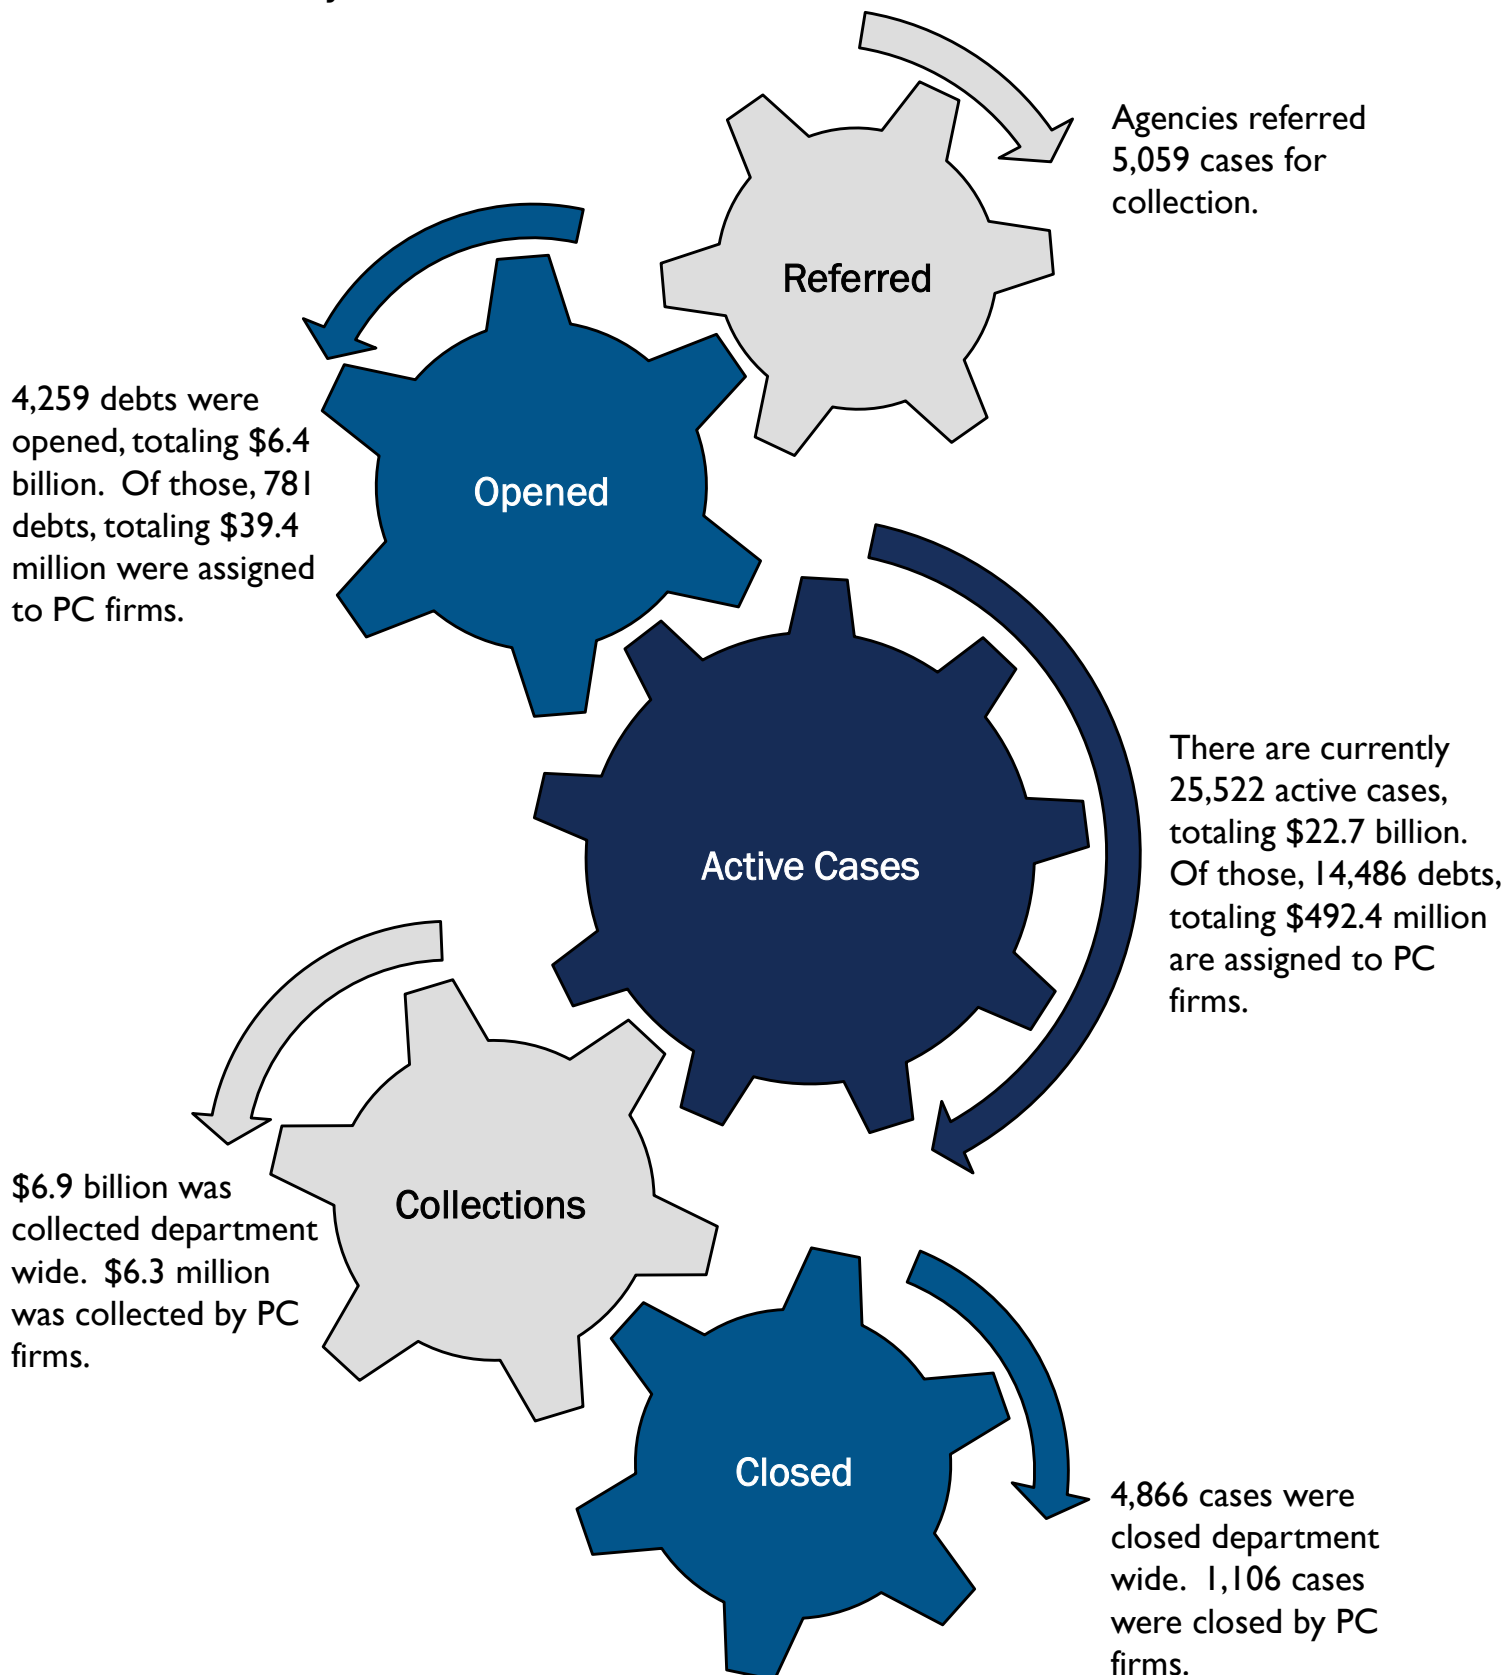 Agencies referred
5,059 cases for
collection.
Referred
4,259 debts were
opened, totaling $6.4
billion.  Of those, 781
debts, totaling $39.4
million were assigned
to PC firms.
Opened
There are currently
25,522 active cases,
totaling $22.7 billion.
Of those, 14,486 debts,
totaling $492.4 million
are assigned to PC
firms.
Active Cases
$6.9 billion was
collected department
wide.  $6.3 million
was collected by PC
firms.
Collections
Closed
4,866 cases were
closed department
wide.  1,106 cases
were closed by PC
firms.